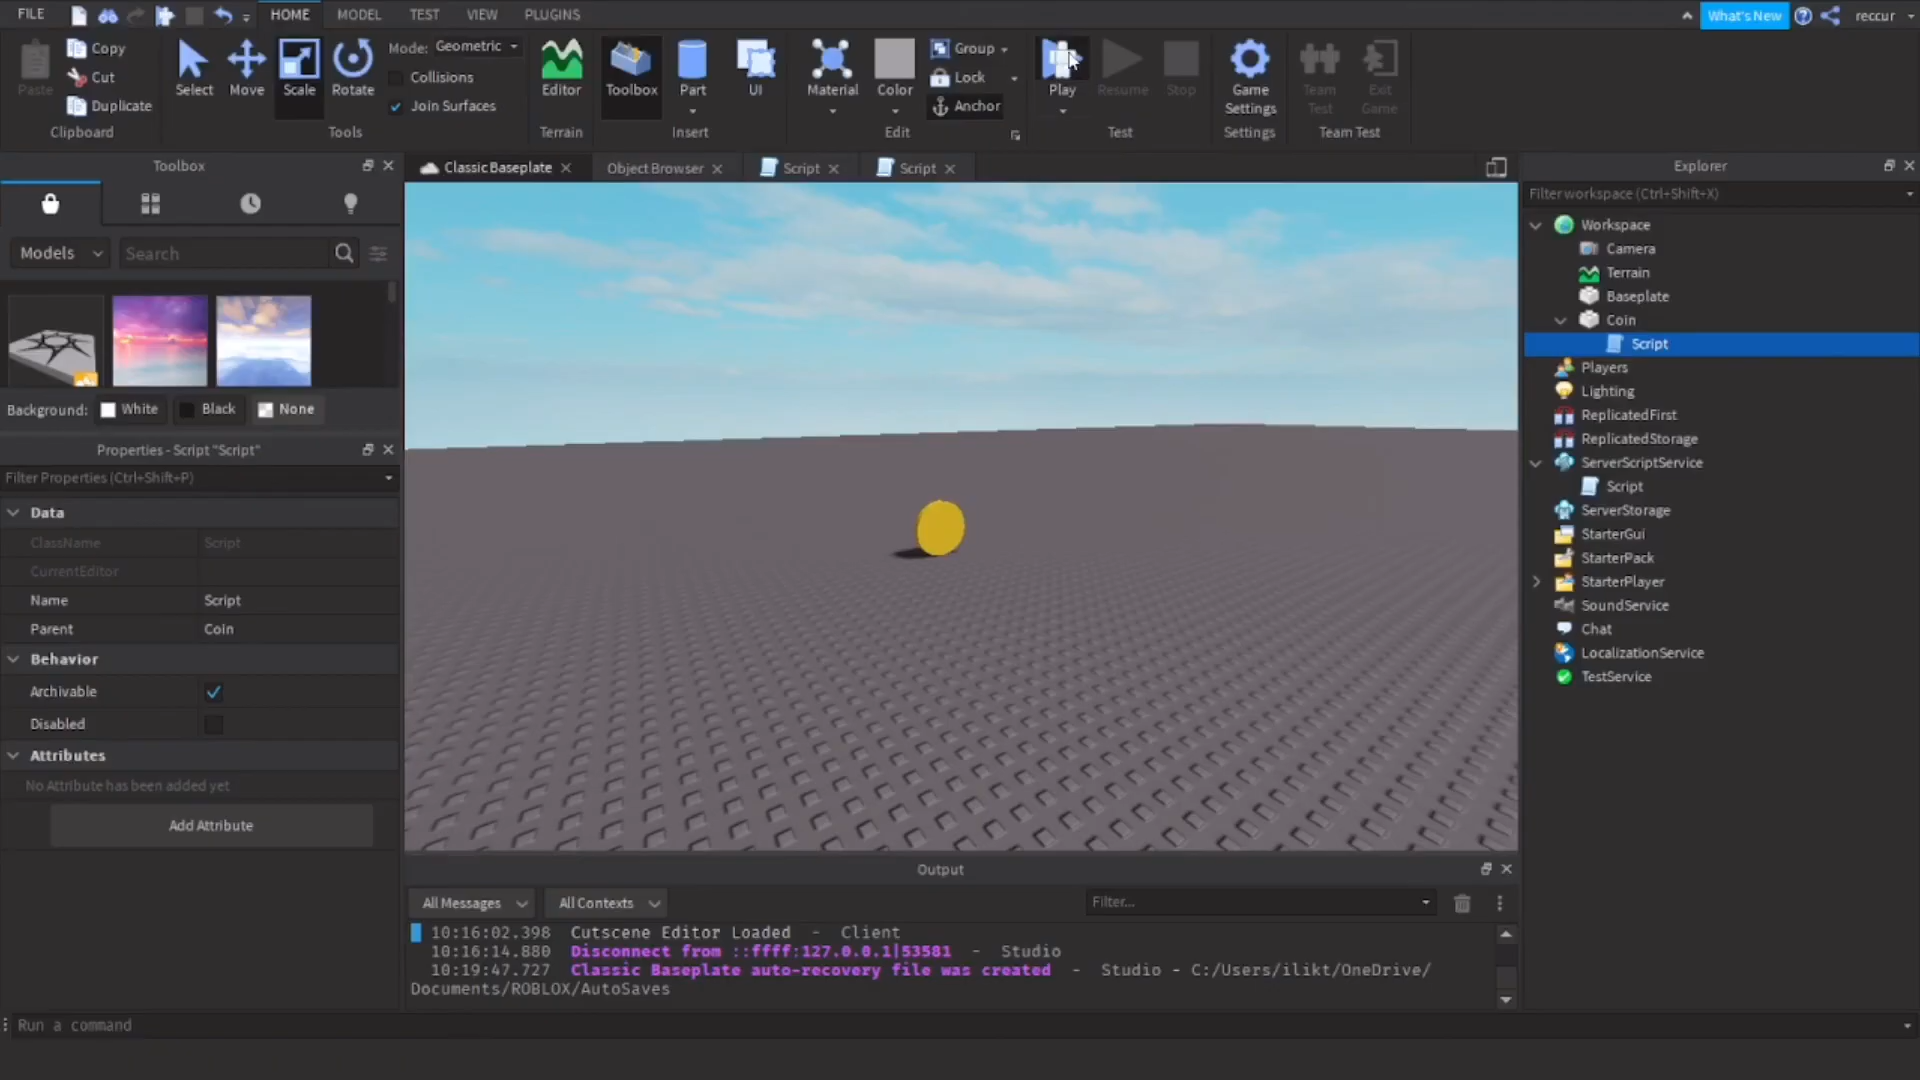 FILE HOME MODEL TEST VIEW PLUGINS What's New reccur
Paste Copy Cut Duplicate Clipboard
Select Move Scale Rotate Tools
Mode: Geometric
Collisions
Join Surfaces
Editor Terrain
Toolbox Part UI Insert
Material Color Group Lock Anchor Edit
Play Resume Stop Test
Game Settings Settings
Team Test Exit Game Team Test
Toolbox
Models Search
Background: White Black None
Properties - Script "Script"
Filter Properties (Ctrl+Shift+P)
Data
ClassName Script
CurrentEditor
Name Script
Parent Coin
Behavior
Archivable
Disabled
Attributes
No Attribute has been added yet
Add Attribute
Classic Baseplate Object Browser Script Script
Output
All Messages All Contexts Filter...
10:16:02.398 Cutscene Editor Loaded - Client
10:16:14.880 Disconnect from ::ffff:127.0.0.1|53581 - Studio
10:19:47.727 Classic Baseplate auto-recovery file was created - Studio - C:/Users/ilikt/OneDrive/
Documents/ROBLOX/AutoSaves
Run a command
Explorer
Filter workspace (Ctrl+Shift+X)
Workspace
Camera
Terrain
Baseplate
Coin
Script
Players
Lighting
ReplicatedFirst
ReplicatedStorage
ServerScriptService
Script
ServerStorage
StarterGui
StarterPack
StarterPlayer
SoundService
Chat
LocalizationService
TestService